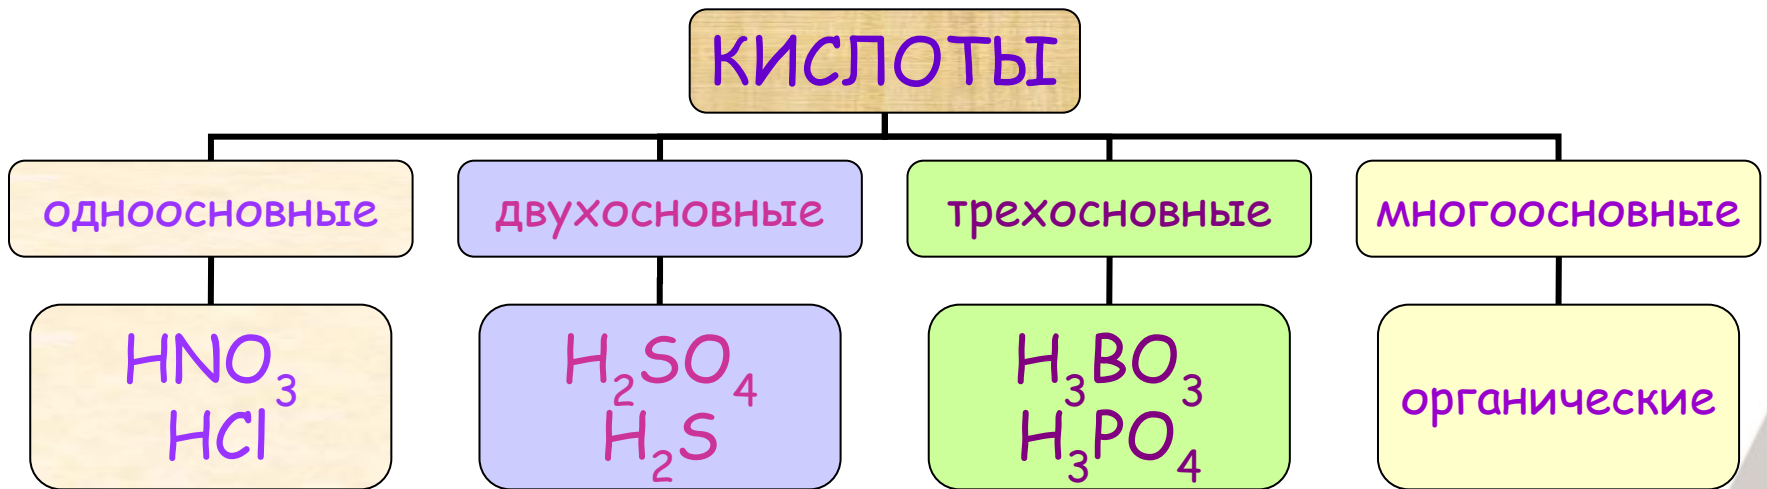 КИСЛОТЫ
одноосновные
двухосновные
трехосновные
многоосновные
HNO₃
HCl
H₂SO₄
H₂S
H₃BO₃
H₃PO₄
органические